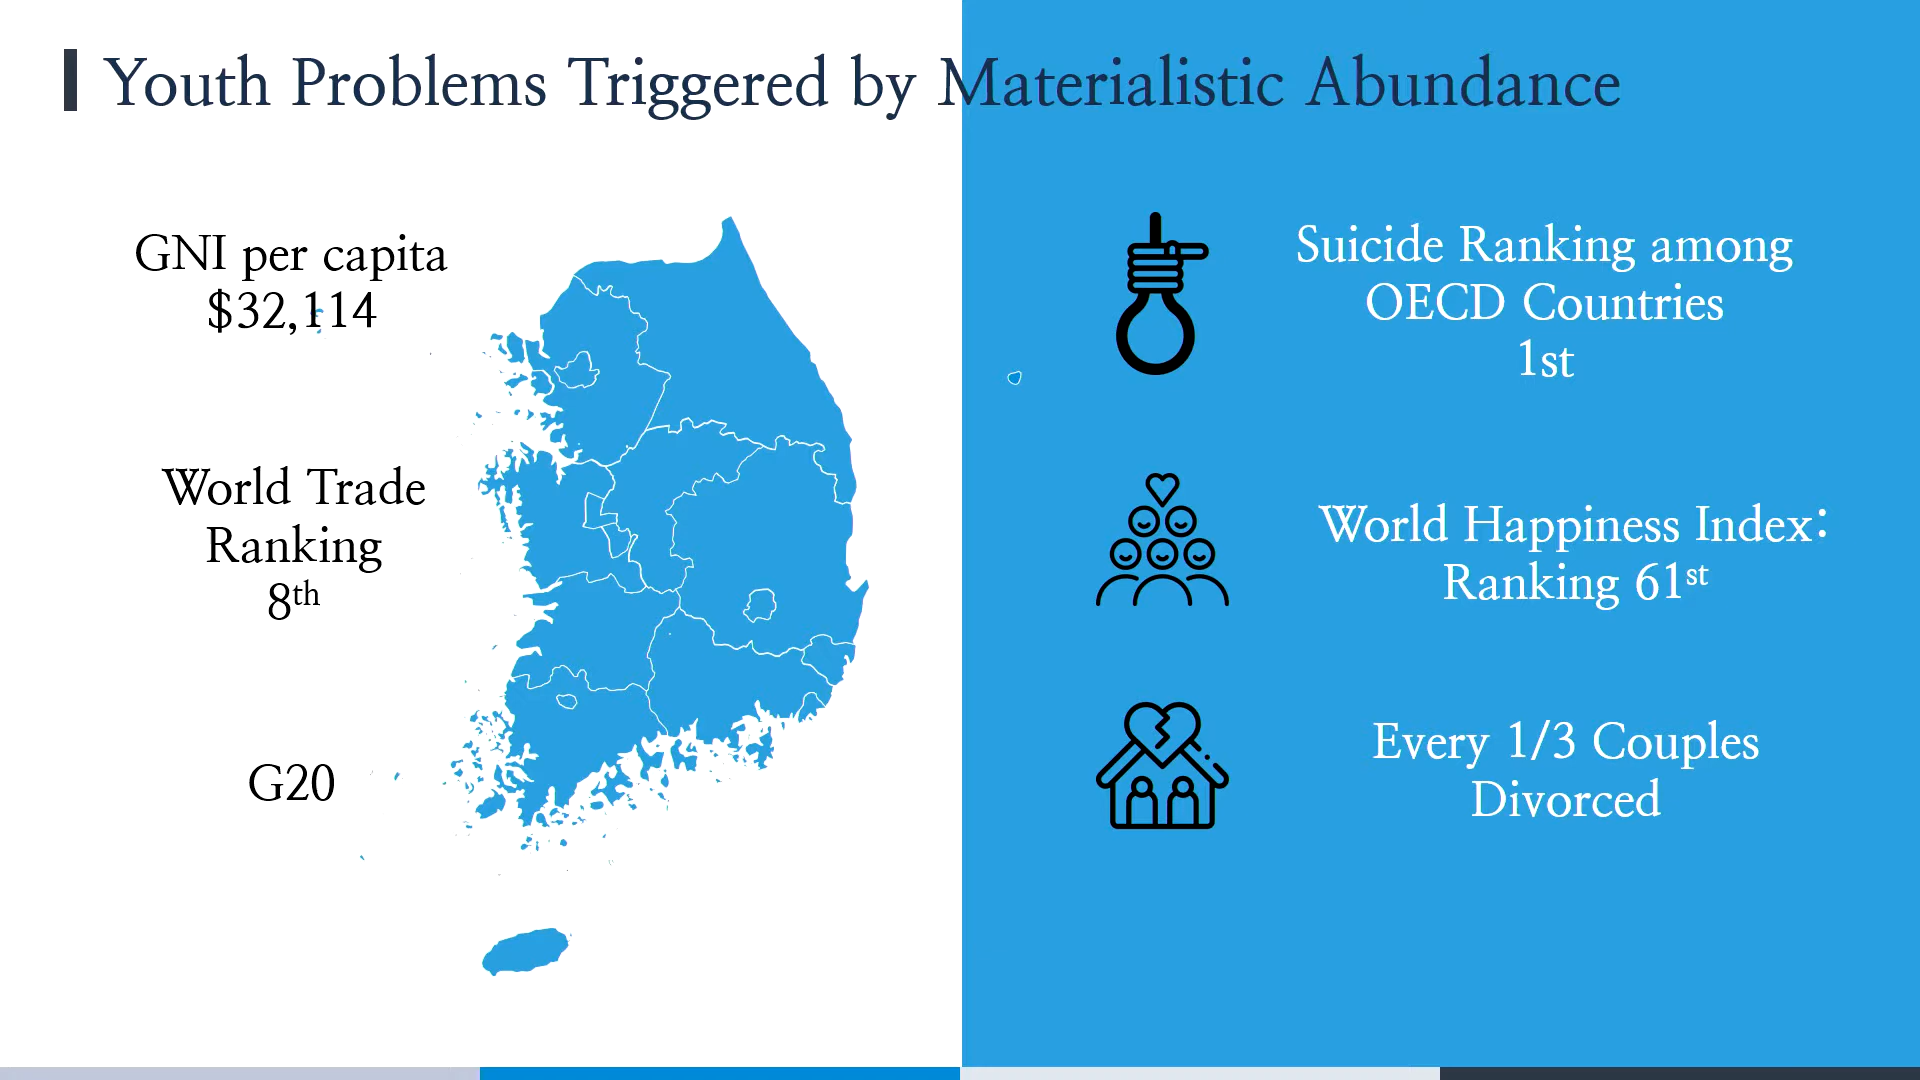 Youth Problems Triggered by Materialistic Abundance
GNI per capita
$32,114
World Trade
Ranking
8th
G20
Suicide Ranking among
OECD Countries
1st
World Happiness Index:
Ranking 61st
Every 1/3 Couples
Divorced